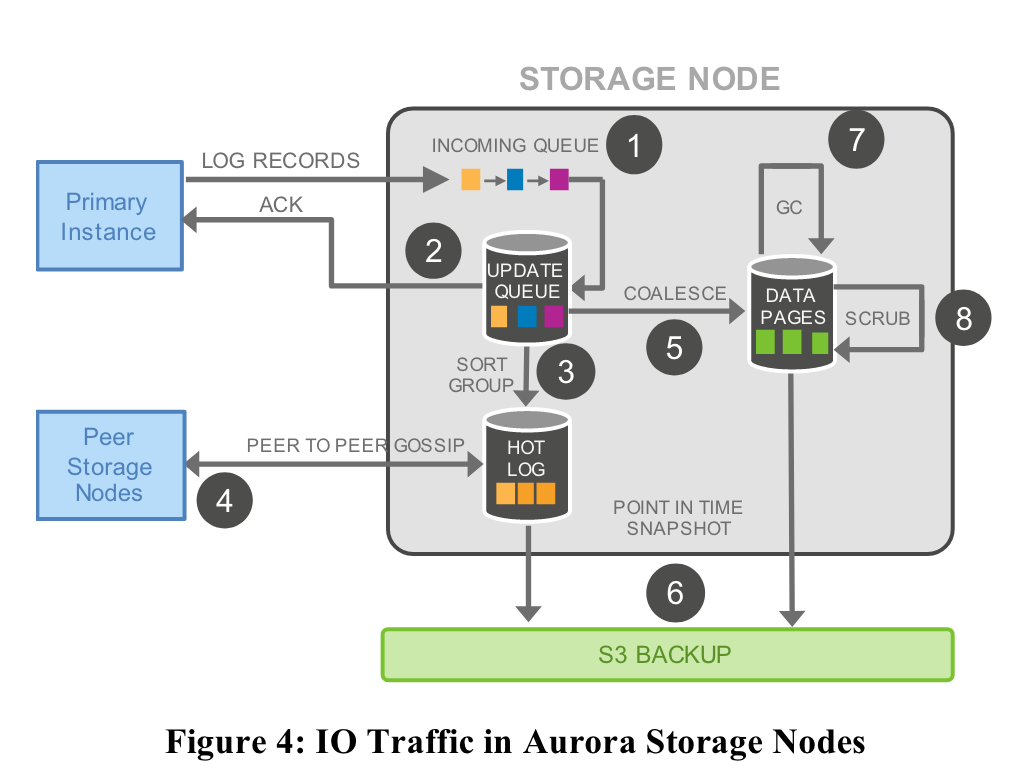 STORAGE NODE
INCOMING QUEUE
1
7
LOG RECORDS
Primary
Instance
ACK
GC
2
UPDATE
QUEUE
COALESCE
DATA
PAGES
SCRUB
8
5
SORT
GROUP
3
Peer
Storage
Nodes
PEER TO PEER GOSSIP
HOT
LOG
4
POINT IN TIME
SNAPSHOT
6
S3 BACKUP
Figure 4: IO Traffic in Aurora Storage Nodes